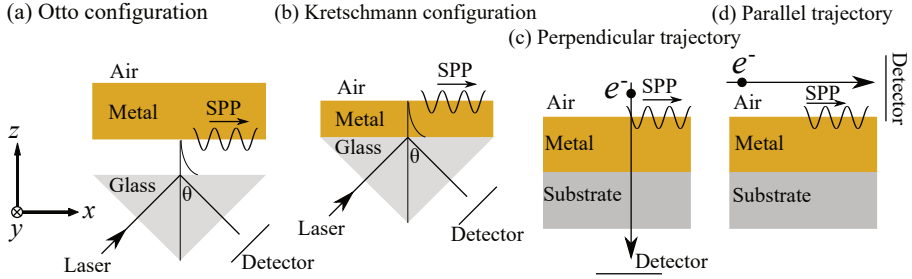 (a) Otto configuration
Air
Metal
SPP
Glass
θ
Laser
Detector
z
x
y
(b) Kretschmann configuration
SPP
Air
Metal
Glass
θ
Laser
Detector
(c) Perpendicular trajectory
e-
SPP
Air
Metal
Substrate
Detector
(d) Parallel trajectory
e-
Detector
Air
SPP
Metal
Substrate